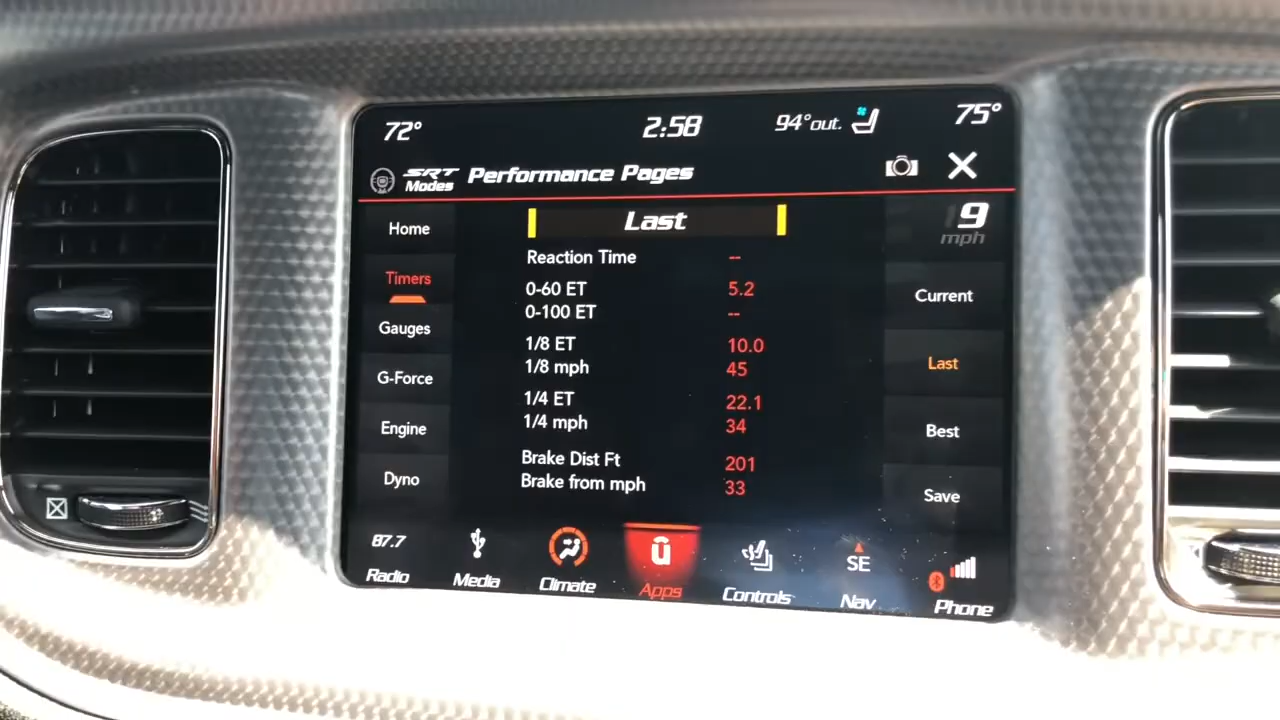 72° 2:58 94°out. 75°
SRT Modes Performance Pages
Home
Timers
Gauges
G-Force
Engine
Dyno
Last
Reaction Time --
0-60 ET 5.2
0-100 ET --
1/8 ET 10.0
1/8 mph 45
1/4 ET 22.1
1/4 mph 34
Brake Dist Ft 201
Brake from mph 33
9
mph
Current
Last
Best
Save
87.7 SE
Radio Media Climate Apps Controls Nav Phone